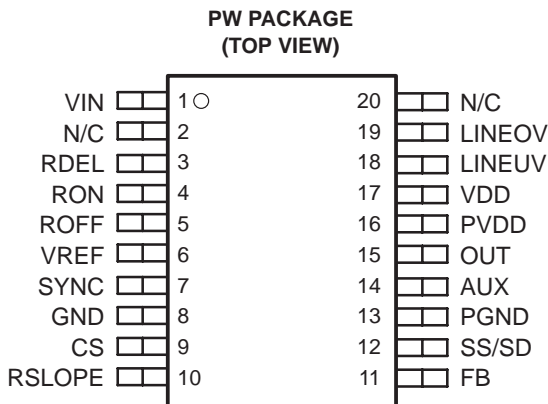 PW PACKAGE
(TOP VIEW)
VIN 1 20 N/C
N/C 2 19 LINEOV
RDEL 3 18 LINEUV
RON 4 17 VDD
ROFF 5 16 PVDD
VREF 6 15 OUT
SYNC 7 14 AUX
GND 8 13 PGND
CS 9 12 SS/SD
RSLOPE 10 11 FB